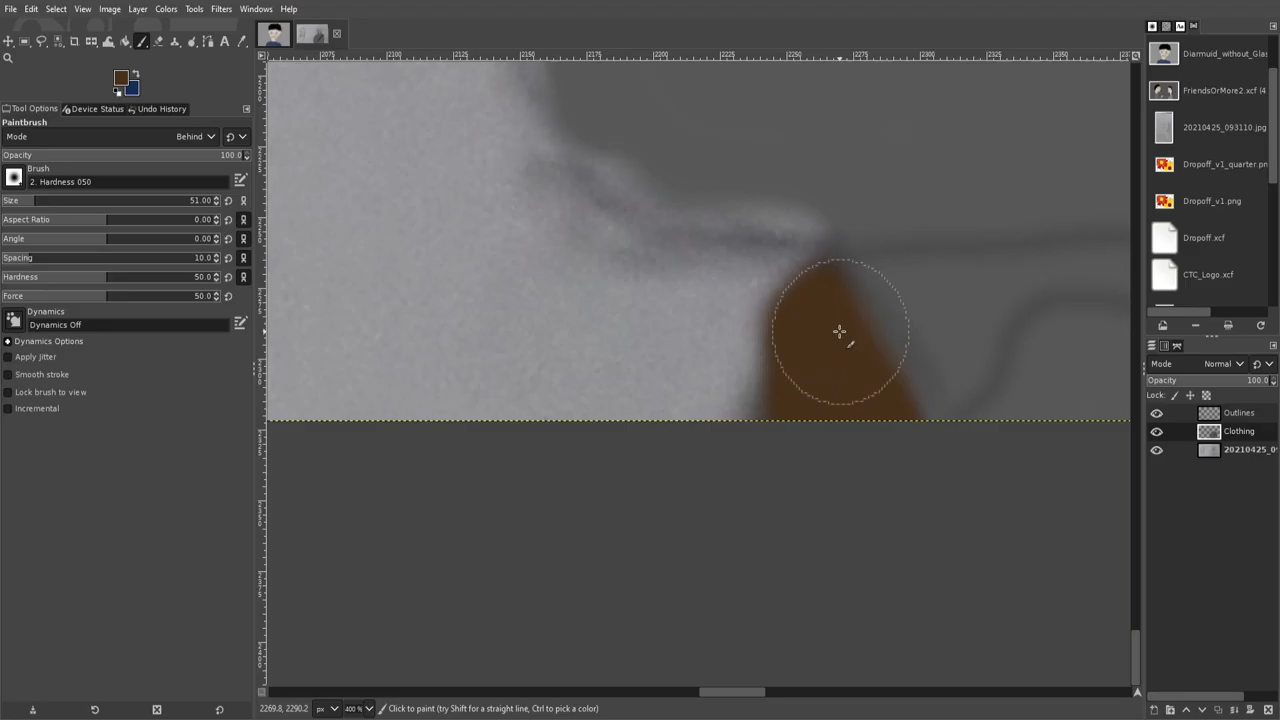 File Edit Select View Image Layer Colors Tools Filters Windows Help
2075 2100 2125 2150 2175 2200 2225 2250 2275 2300 2325 2350
Tool Options Device Status Undo History
Paintbrush
Mode Behind
Opacity 100.0
Brush
2. Hardness 050
Size 51.00
Aspect Ratio 0.00
Angle 0.00
Spacing 10.0
Hardness 50.0
Force 50.0
Dynamics
Dynamics Off
Dynamics Options
Apply jitter
Smooth stroke
Lock brush to view
Incremental
Diarmuid_without_Glas
FriendsOrMore2.xcf (4
20210425_093110.jpg
Dropoff_v1_quarter.pn
Dropoff_v1.png
Dropoff.xcf
CTC_Logo.xcf
Mode Normal
Opacity 100.0
Lock:
Outlines
Clothing
20210425_09
2269.8, 2290.2 px 400 % Click to paint (try Shift for a straight line, Ctrl to pick a color)